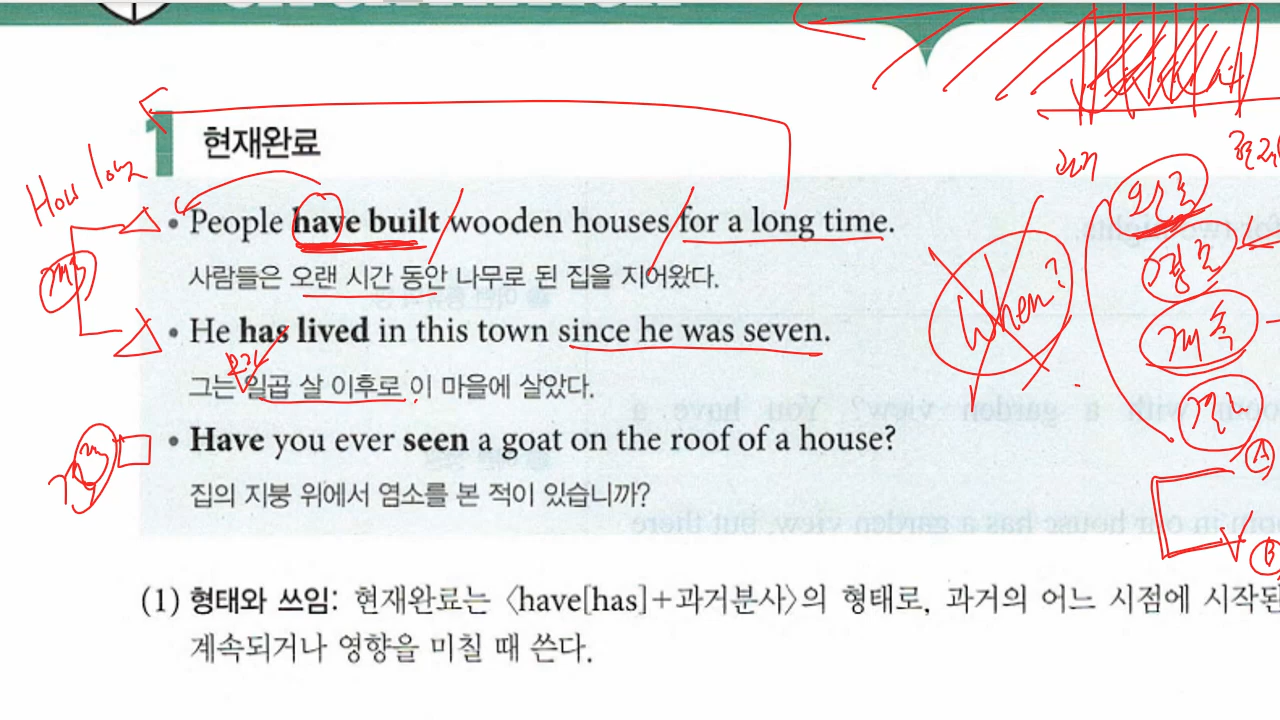 1 현재완료
How long
• People have built wooden houses for a long time.
사람들은 오랜 시간 동안 나무로 된 집을 지어왔다.
• He has lived in this town since he was seven.
그는 일곱 살 이후로 이 마을에 살았다.
• Have you ever seen a goat on the roof of a house?
집의 지붕 위에서 염소를 본 적이 있습니까?
과거
완료
When?
계속
A
B
(1) 형태와 쓰임: 현재완료는 〈have[has]+과거분사〉의 형태로, 과거의 어느 시점에 시작된
계속되거나 영향을 미칠 때 쓴다.